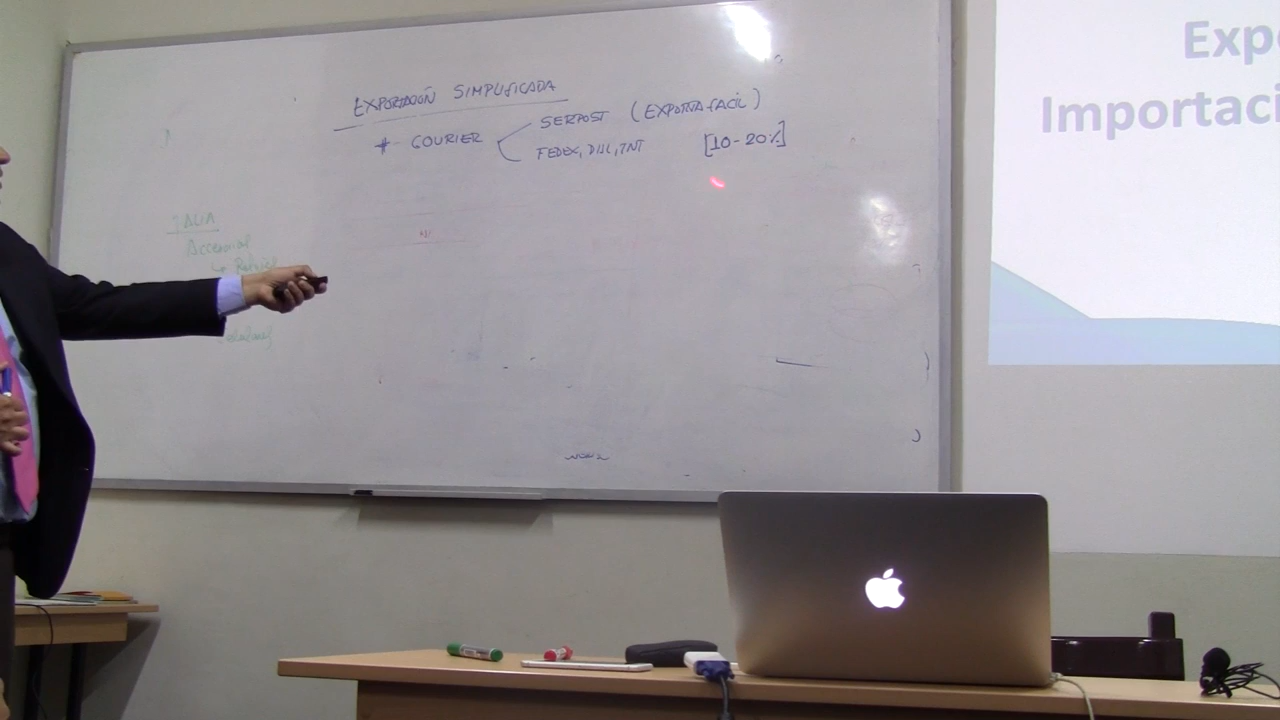 EXPORTACIÓN SIMPLIFICADA
# COURIER
SERPOST (EXPORTA FACIL)
FEDEX, DHL, TNT [10-20%]
Expo
Importaci